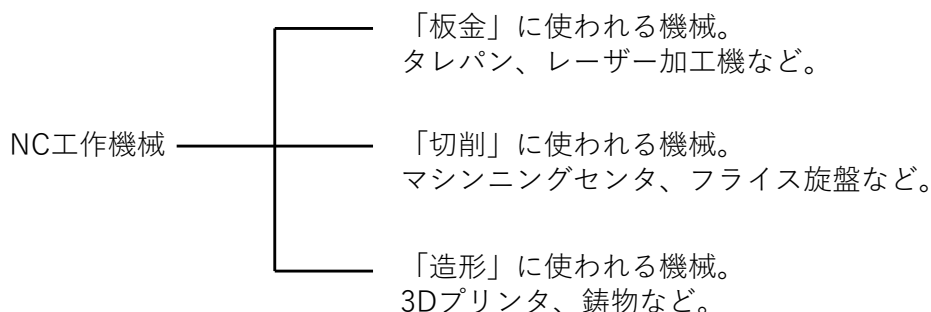 「板金」に使われる機械。
タレパン、レーザー加工機など。
NC工作機械
「切削」に使われる機械。
マシンニングセンタ、フライス旋盤など。
「造形」に使われる機械。
3Dプリンタ、鋳物など。